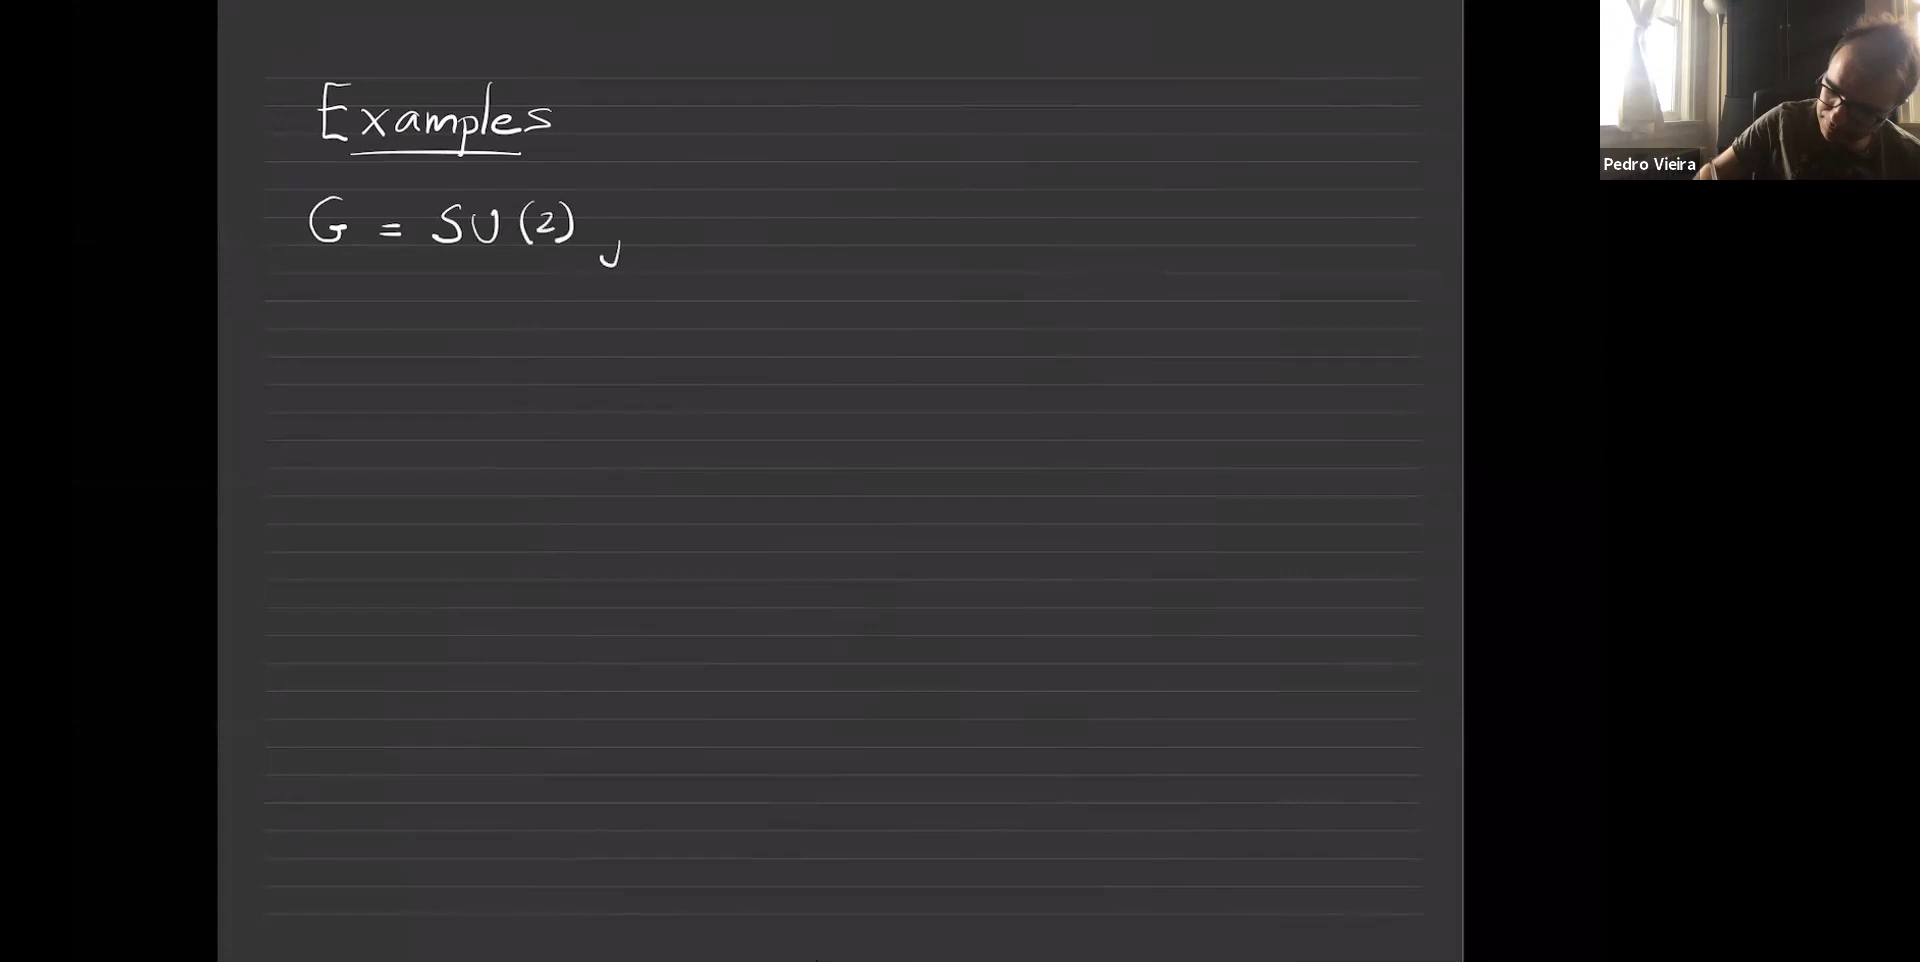 Examples
G = SU(2),
Pedro Vieira